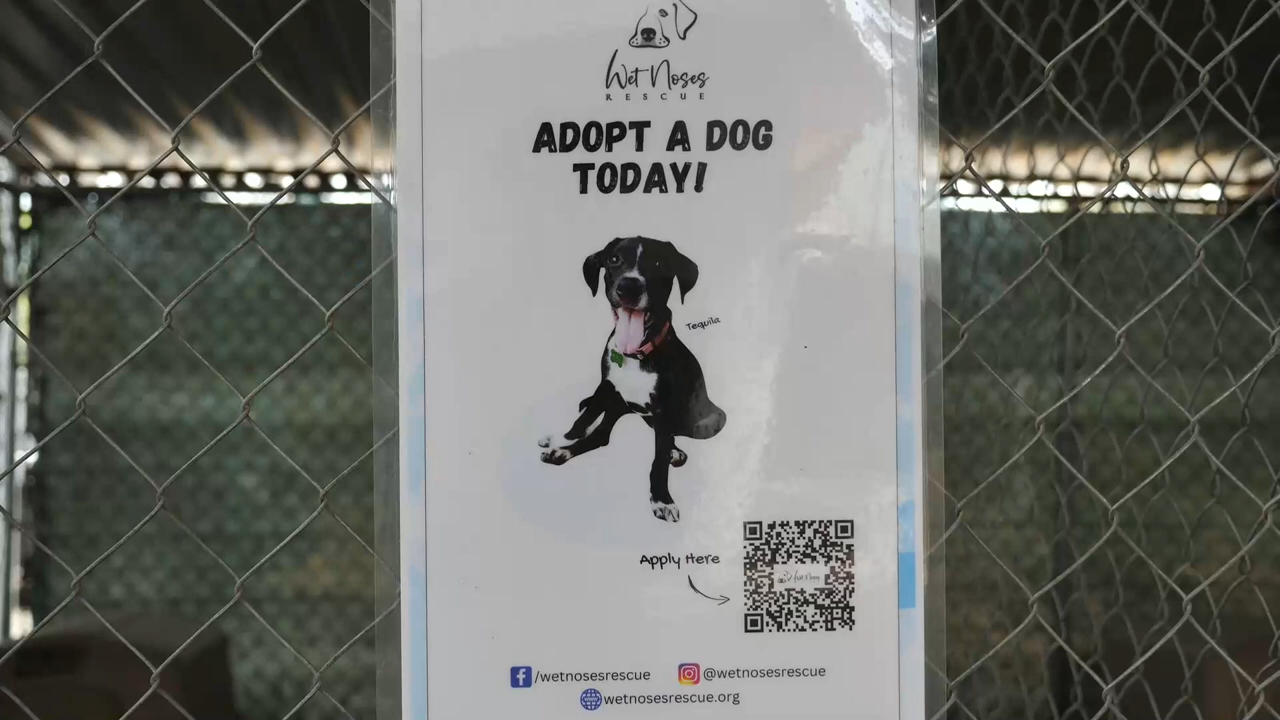 Wet Noses
RESCUE
ADOPT A DOG
TODAY!
Tequila
Apply Here
/wetnosesrescue @wetnosesrescue
wetnosesrescue.org